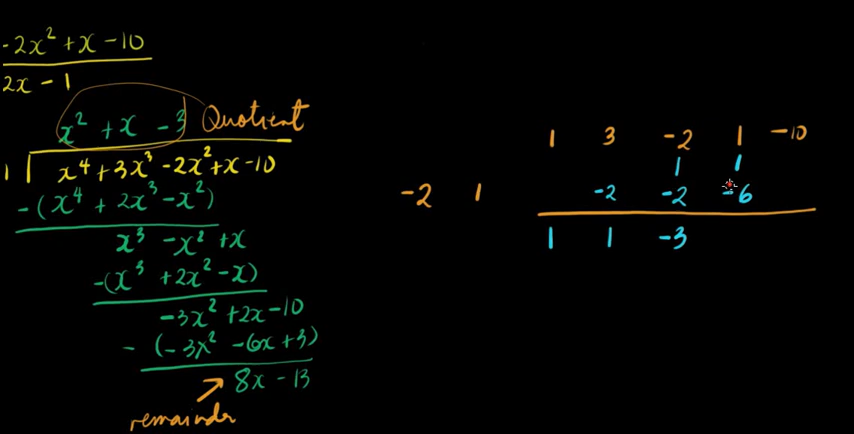 -2x² + x - 10
2x - 1
x² + x - 3 Quotient
1 x⁴ + 3x³ - 2x² + x - 10
-(x⁴ + 2x³ - x²)
x³ - x² + x
-(x³ + 2x² - x)
-3x² + 2x - 10
- (-3x² - 6x + 3)
8x - 13
remainder
1 3 -2 1 -10
1 1
-2 1 -2 -2 -6
1 1 -3